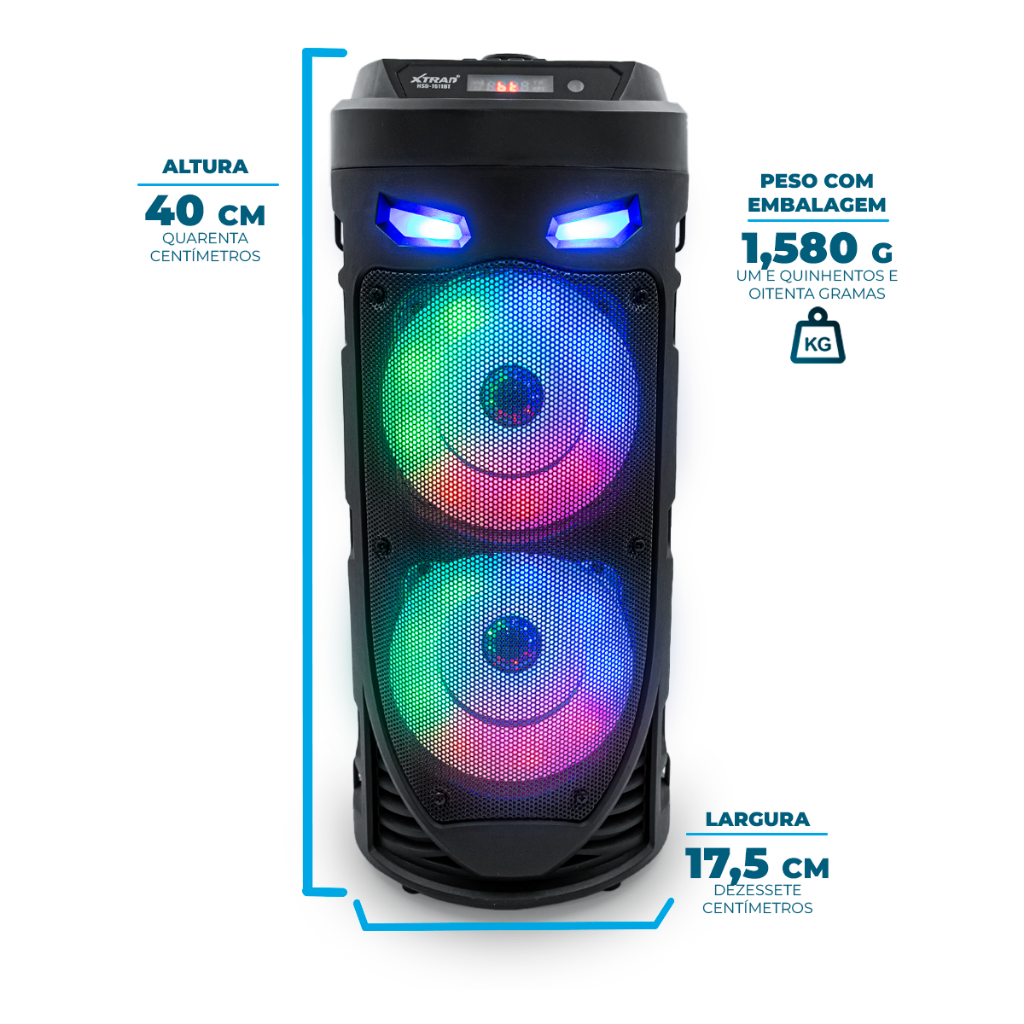 XTRAD
ALTURA
40 CM
QUARENTA
CENTÍMETROS
PESO COM
EMBALAGEM
1,580 G
UM E QUINHENTOS E
OITENTA GRAMAS
KG
LARGURA
17,5 CM
DEZESSETE
CENTÍMETROS